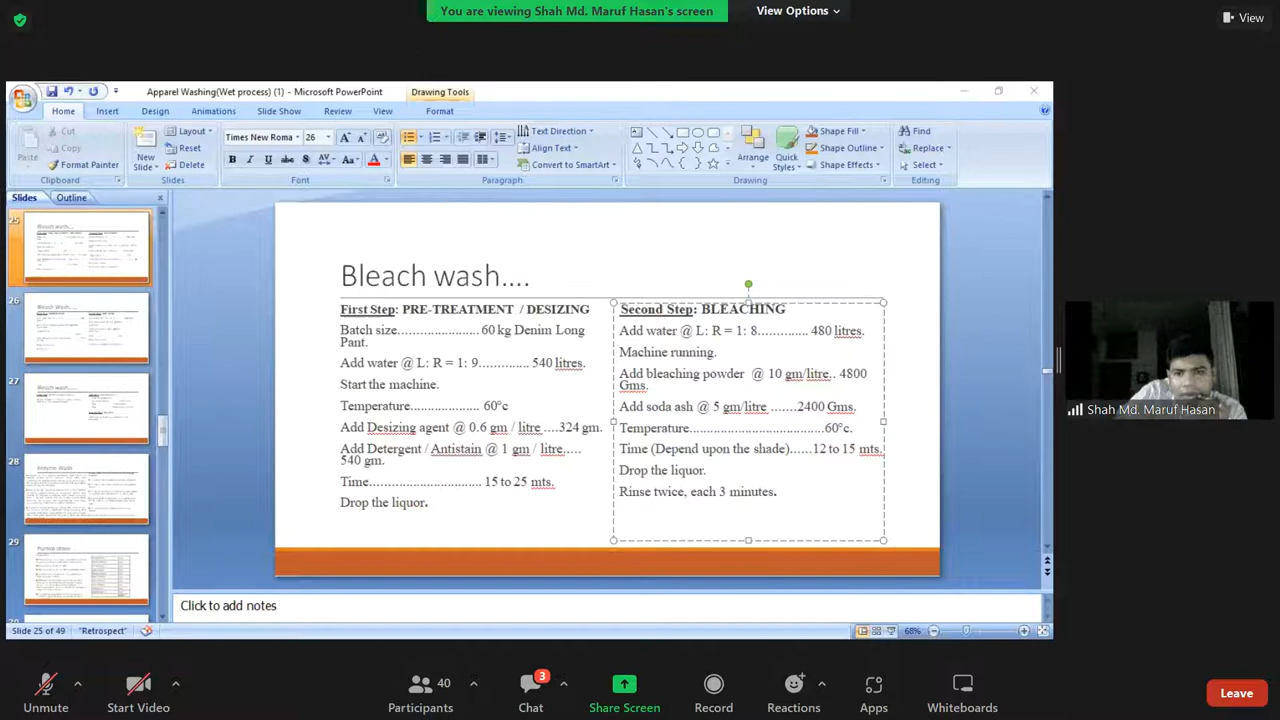 You are viewing Shah Md. Maruf Hasan's screen
View Options
View
Apparel Washing(Wet process) (1) - Microsoft PowerPoint
Drawing Tools
Home
Insert
Design
Animations
Slide Show
Review
View
Format
Paste
Cut
Copy
Format Painter
Clipboard
New
Slide
Layout
Reset
Delete
Slides
Times New Roma
26
Font
Text Direction
Align Text
Convert to SmartArt
Paragraph
Arrange
Quick
Styles
Shape Fill
Shape Outline
Shape Effects
Drawing
Find
Replace
Select
Editing
Slides
Outline
25
26
27
28
29
Bleach wash....
First Step: PRE-TREATMENT / DESIZING
Batch size....................... 60 kg Denim Long
Pant.
Add water @ L: R = 1: 9.............. 540 litres.
Start the machine.
Temperature................... 60°c
Add Desizing agent @ 0.6 gm / litre ....324 gm.
Add Detergent / Antistain @ 1 gm / litre.....
540 gm.
Time................................ 15 to 25 mts.
Drop the liquor.
Second Step: BLEACHING
Add water @ L: R = 1: 8.............. 480 litres.
Machine running.
Add bleaching powder @ 10 gm/litre.. 4800
Gms.
Add soda ash @ 5 gm/litre .......2400 Gms.
Temperature......................................60°c.
Time (Depend upon the shade)......12 to 15 mts.
Drop the liquor.
Rinse twice, each 3 minutes.
Click to add notes
Slide 25 of 49
"Retrospect"
68%
Shah Md. Maruf Hasan
Unmute
Start Video
40
Participants
3
Chat
Share Screen
Record
Reactions
Apps
Whiteboards
Leave